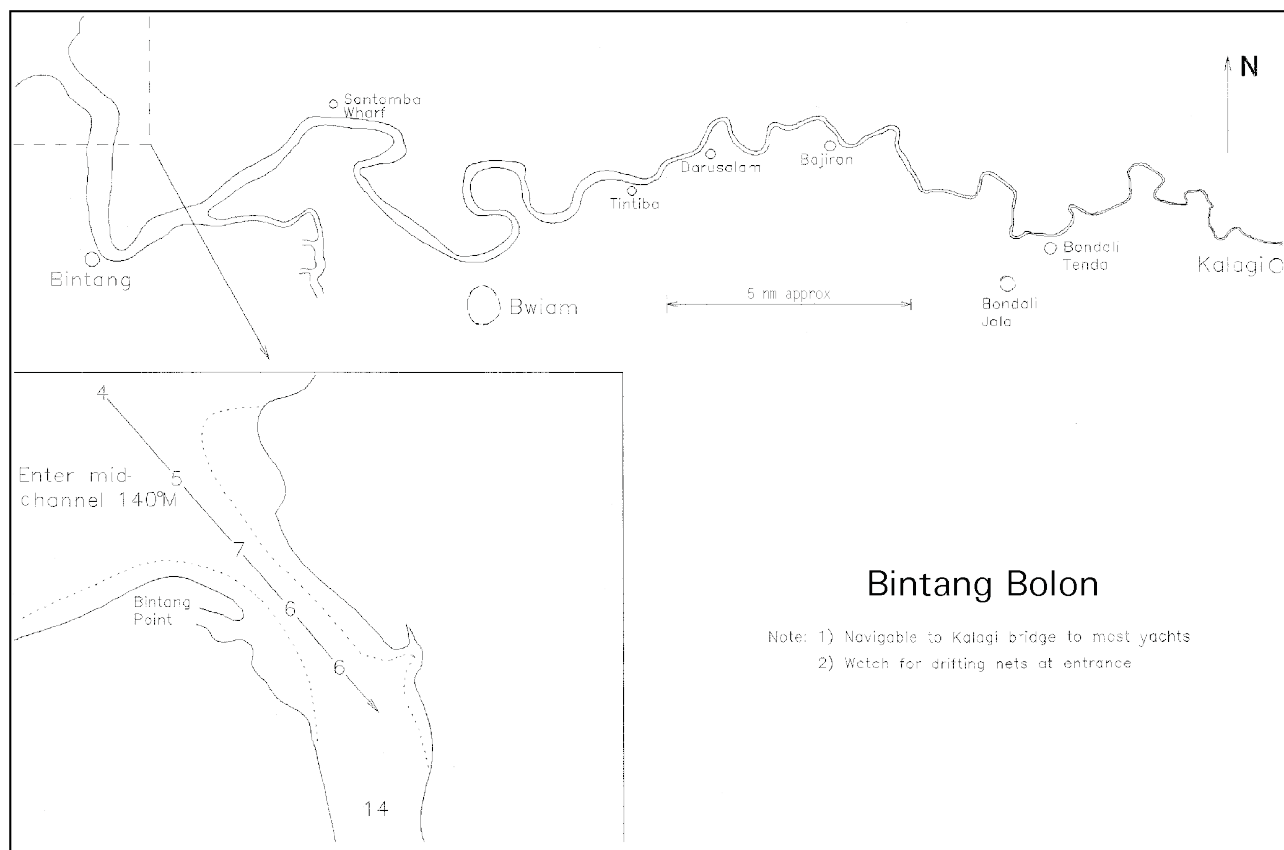 N
Santamba
Wharf
Darusalam
Bajiran
Tintiba
Bintang
Bwiam
5 nm approx
Bondali
Tenda
Kalagi
Bondali
Jala
4
Enter mid-
channel 140°M
5
7
6
6
Bintang
Point
14
Bintang Bolon
Note: 1) Navigable to Kalagi bridge to most yachts
2) Watch for drifting nets at entrance